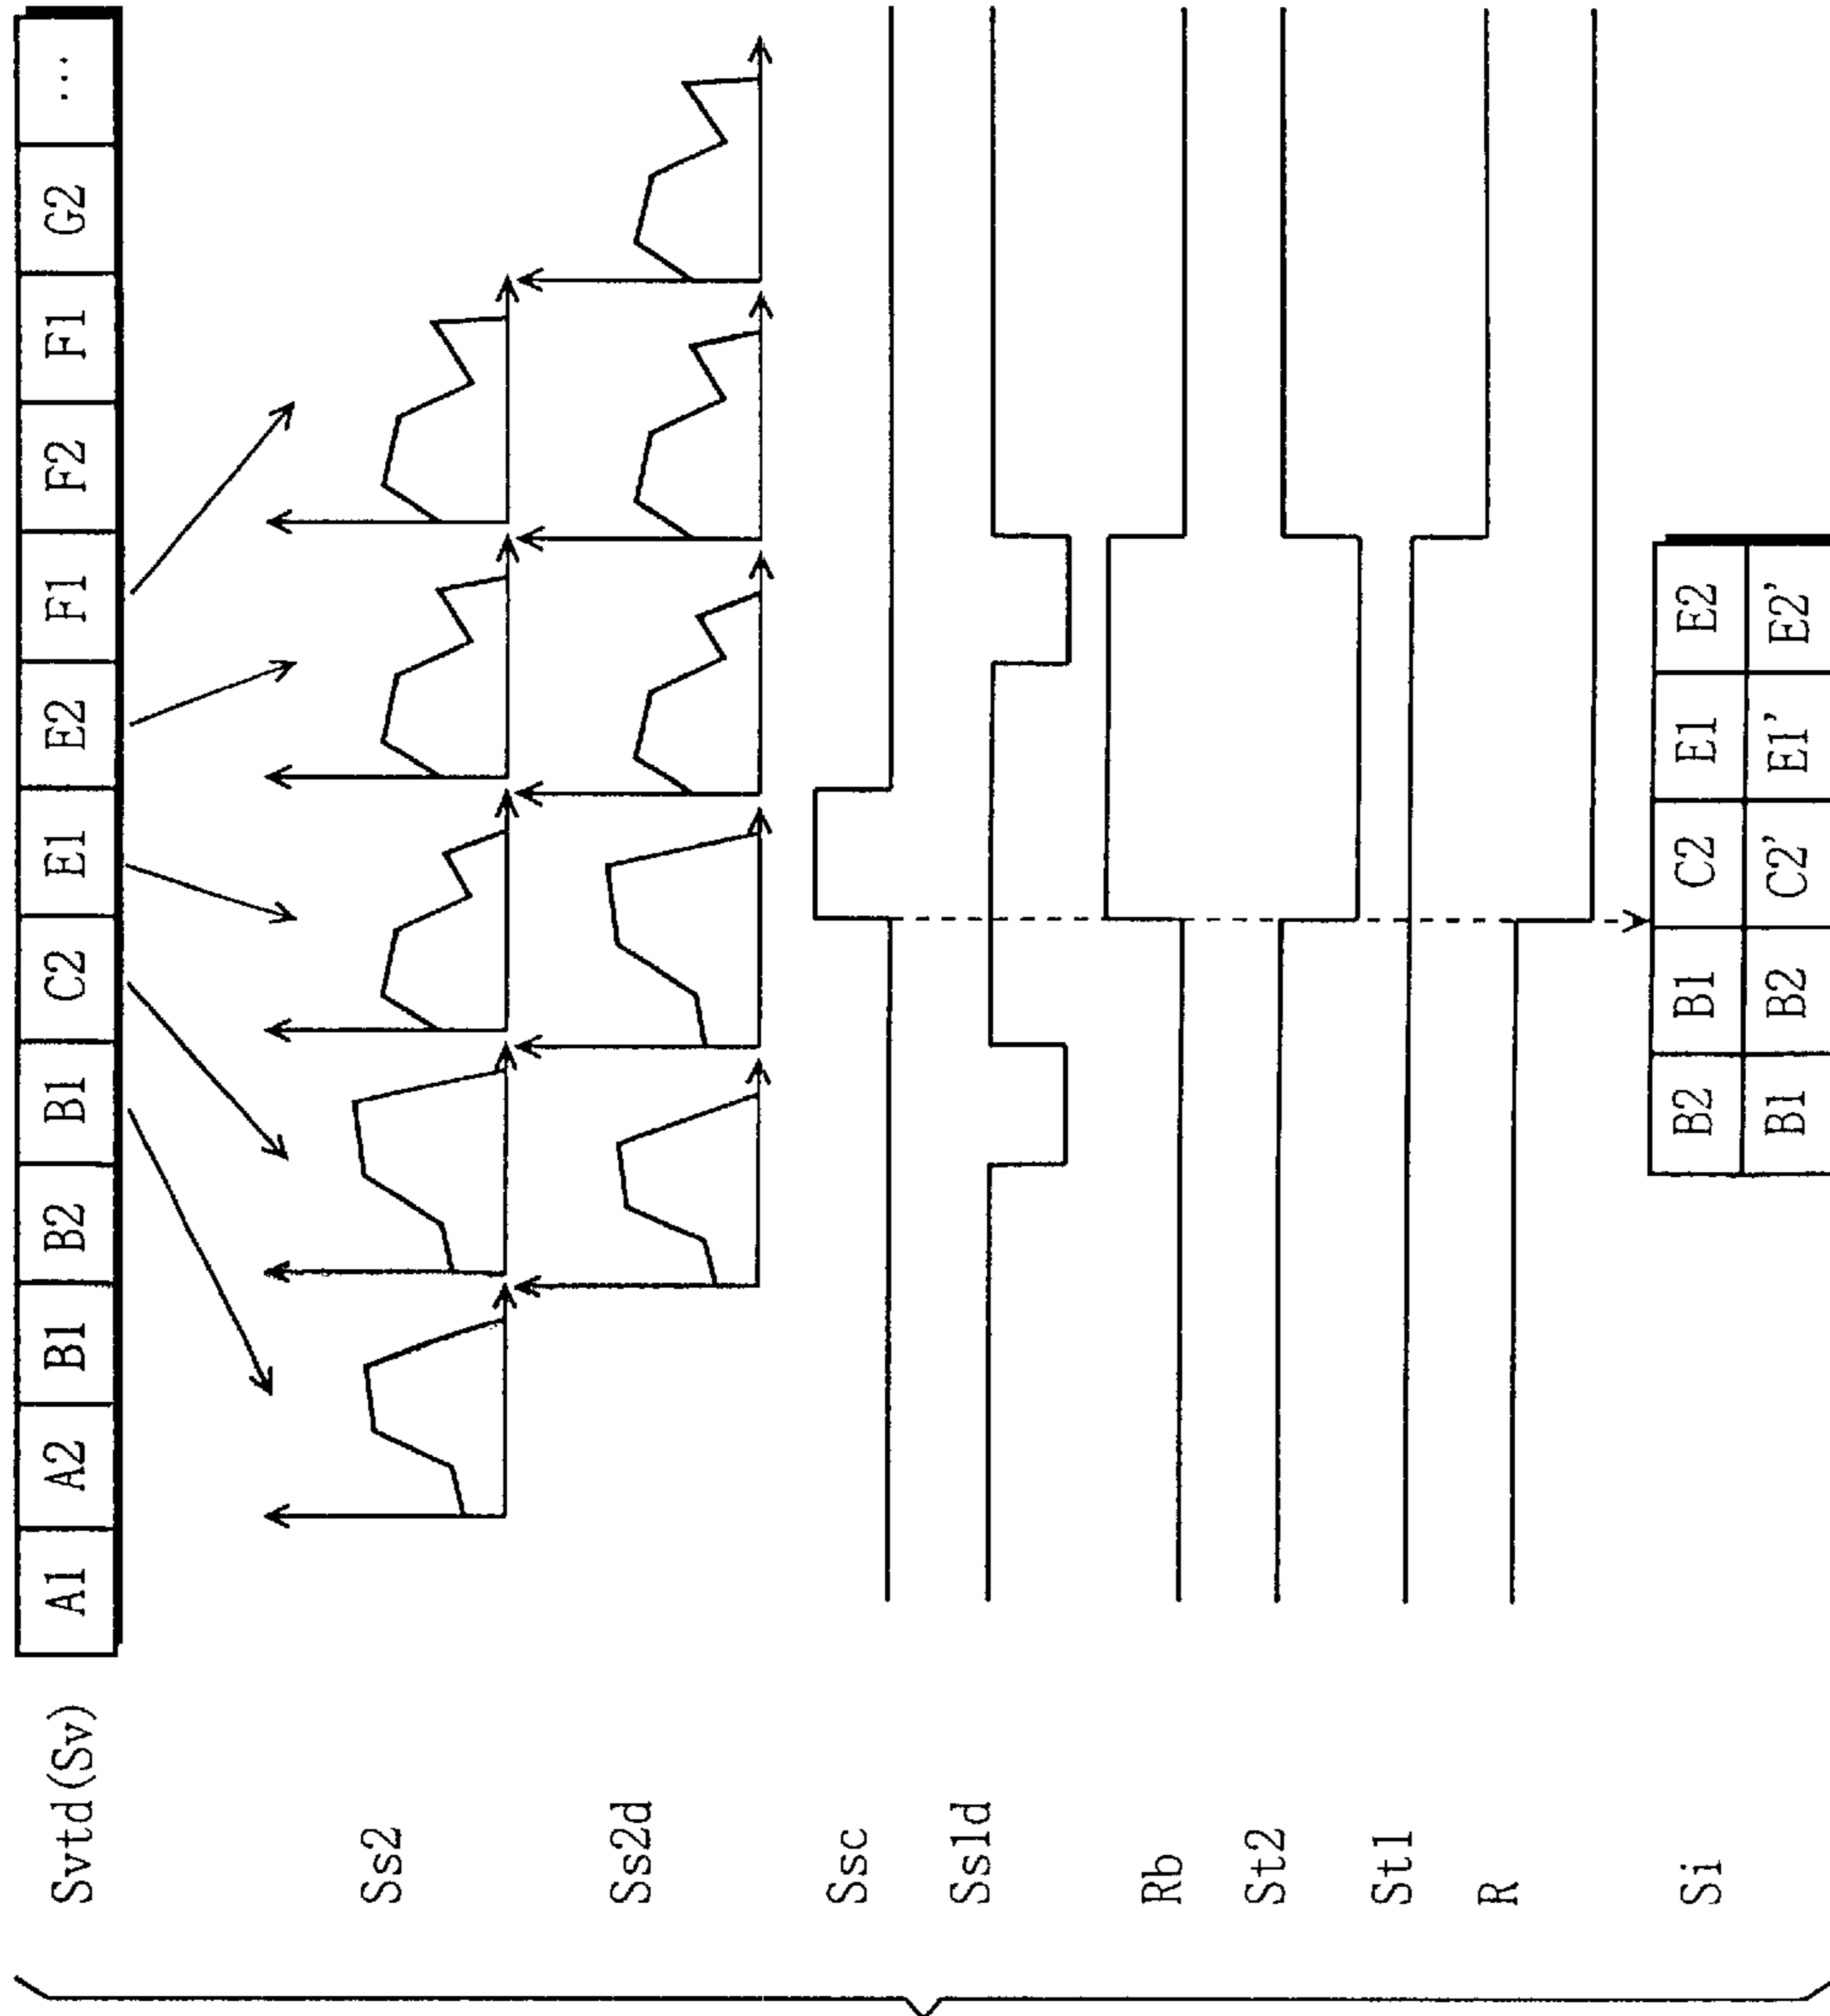 Svtd(Sv) A1 A2 B1 B2 B1 C2 E1 E2 F1 F2 F1 G2 ...
Ss2
Ss2d
Ssc
Ss1d
Rb
St2
St1
R
Si B2 B1 C2 E1 E2
B1 B2 C2' E1' E2'